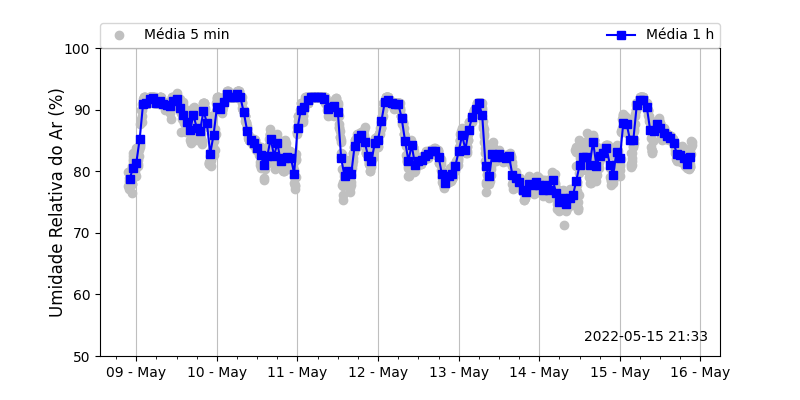 Média 5 min
Média 1 h
Umidade Relativa do Ar (%)
100
90
80
70
60
50
2022-05-15 21:33
09 - May
10 - May
11 - May
12 - May
13 - May
14 - May
15 - May
16 - May